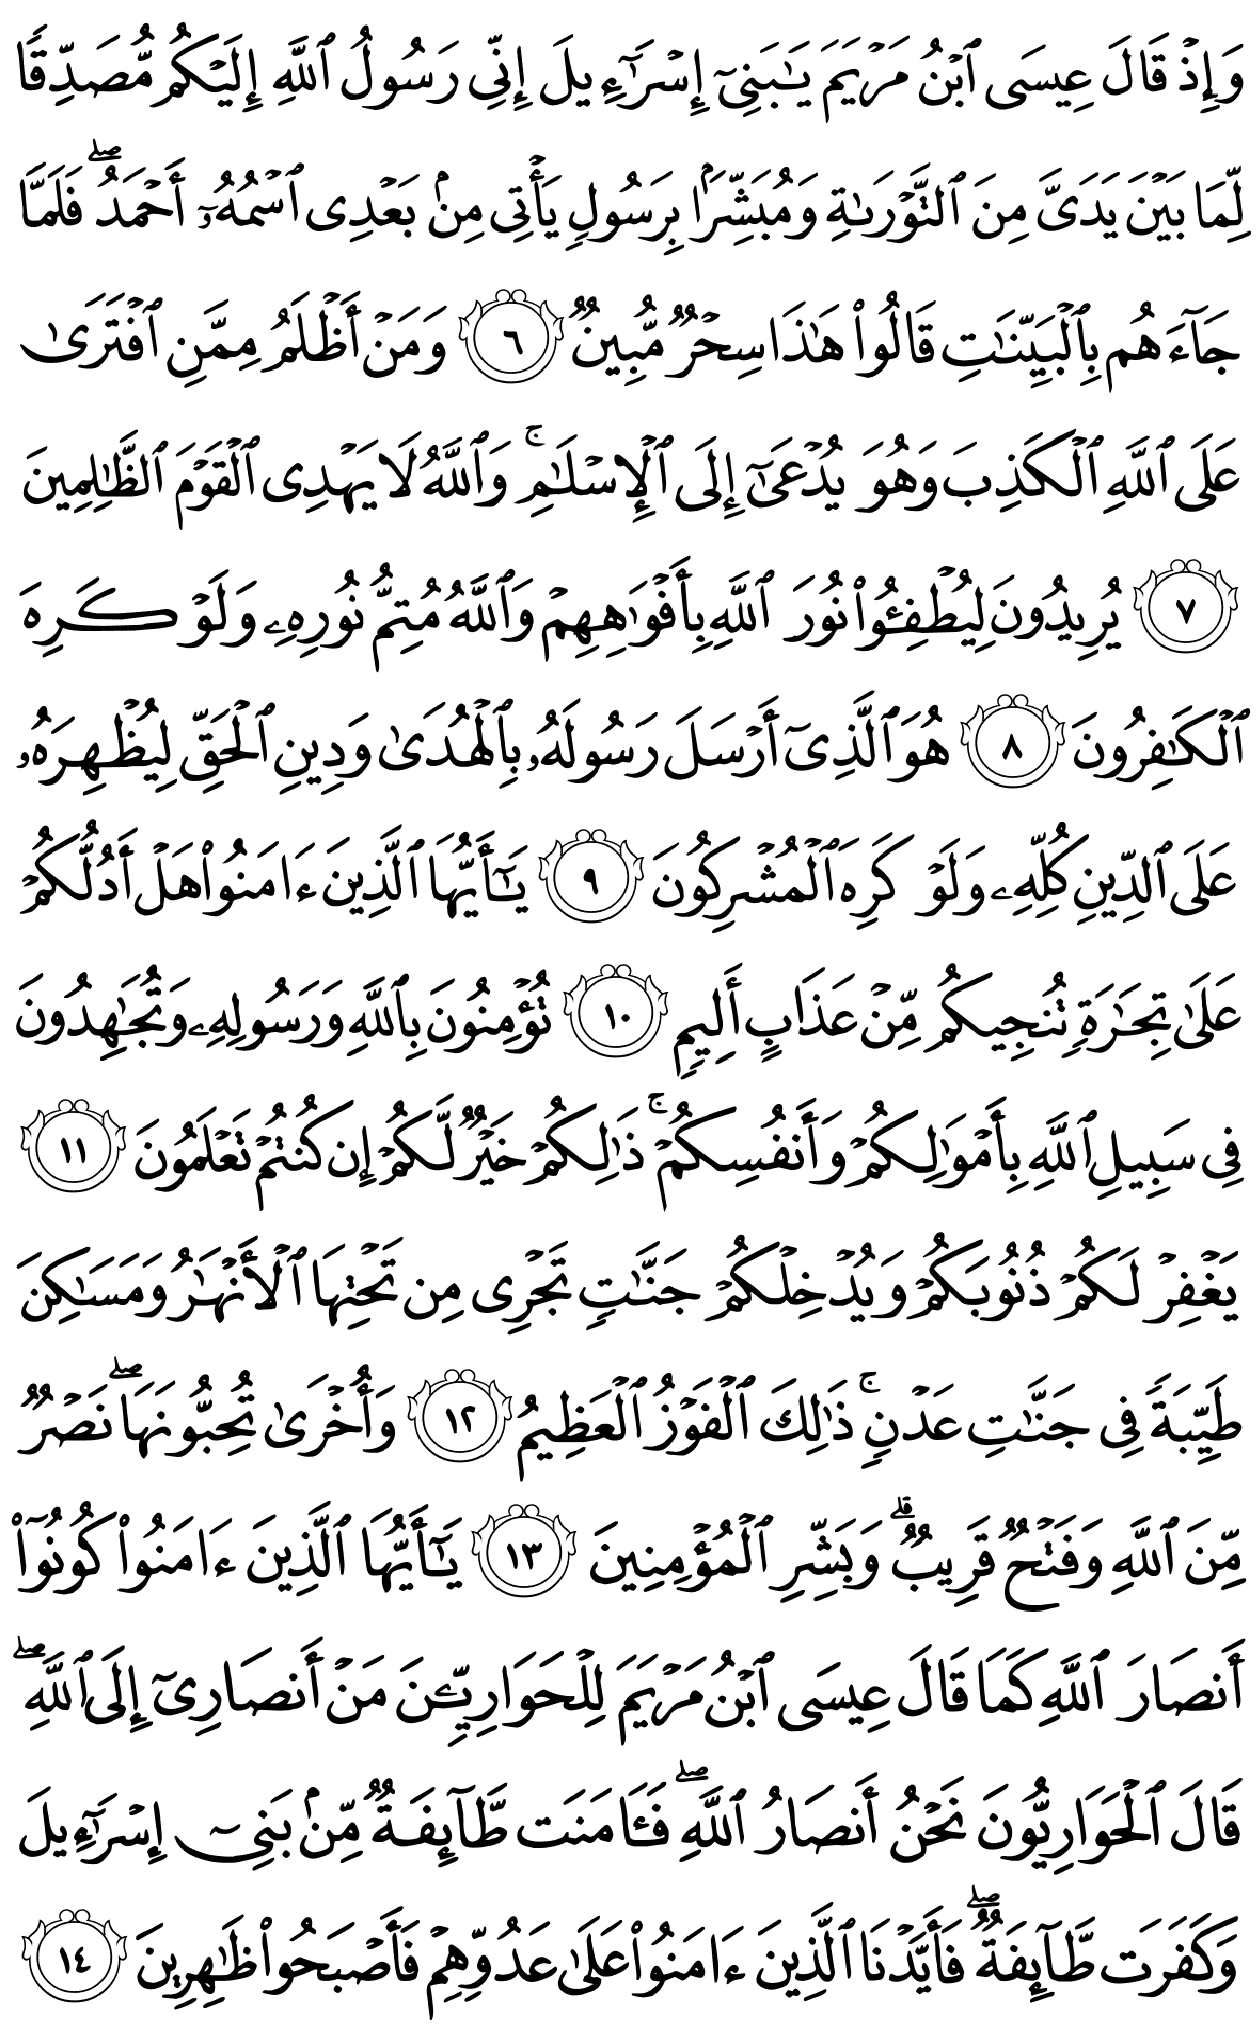 وَإِذۡ قَالَ عِيسَى ٱبۡنُ مَرۡيَمَ يَٰبَنِيٓ إِسۡرَٰٓءِيلَ إِنِّي رَسُولُ ٱللَّهِ إِلَيۡكُم مُّصَدِّقٗا
لِّمَا بَيۡنَ يَدَيَّ مِنَ ٱلتَّوۡرَىٰةِ وَمُبَشِّرَۢا بِرَسُولٖ يَأۡتِي مِنۢ بَعۡدِي ٱسۡمُهُۥٓ أَحۡمَدُۖ فَلَمَّا
جَآءَهُم بِٱلۡبَيِّنَٰتِ قَالُواْ هَٰذَا سِحۡرٞ مُّبِينٞ ٦ وَمَنۡ أَظۡلَمُ مِمَّنِ ٱفۡتَرَىٰ
عَلَى ٱللَّهِ ٱلۡكَذِبَ وَهُوَ يُدۡعَىٰٓ إِلَى ٱلۡإِسۡلَٰمِۚ وَٱللَّهُ لَا يَهۡدِي ٱلۡقَوۡمَ ٱلظَّٰلِمِينَ
٧ يُرِيدُونَ لِيُطۡفِـُٔواْ نُورَ ٱللَّهِ بِأَفۡوَٰهِهِمۡ وَٱللَّهُ مُتِمُّ نُورِهِۦ وَلَوۡ كَرِهَ
ٱلۡكَٰفِرُونَ ٨ هُوَ ٱلَّذِيٓ أَرۡسَلَ رَسُولَهُۥ بِٱلۡهُدَىٰ وَدِينِ ٱلۡحَقِّ لِيُظۡهِرَهُۥ
عَلَى ٱلدِّينِ كُلِّهِۦ وَلَوۡ كَرِهَ ٱلۡمُشۡرِكُونَ ٩ يَٰٓأَيُّهَا ٱلَّذِينَ ءَامَنُواْ هَلۡ أَدُلُّكُمۡ
عَلَىٰ تِجَٰرَةٖ تُنجِيكُم مِّنۡ عَذَابٍ أَلِيمٖ ١٠ تُؤۡمِنُونَ بِٱللَّهِ وَرَسُولِهِۦ وَتُجَٰهِدُونَ
فِي سَبِيلِ ٱللَّهِ بِأَمۡوَٰلِكُمۡ وَأَنفُسِكُمۡۚ ذَٰلِكُمۡ خَيۡرٞ لَّكُمۡ إِن كُنتُمۡ تَعۡلَمُونَ ١١
يَغۡفِرۡ لَكُمۡ ذُنُوبَكُمۡ وَيُدۡخِلۡكُمۡ جَنَّٰتٖ تَجۡرِي مِن تَحۡتِهَا ٱلۡأَنۡهَٰرُ وَمَسَٰكِنَ
طَيِّبَةٗ فِي جَنَّٰتِ عَدۡنٖۚ ذَٰلِكَ ٱلۡفَوۡزُ ٱلۡعَظِيمُ ١٢ وَأُخۡرَىٰ تُحِبُّونَهَاۖ نَصۡرٞ
مِّنَ ٱللَّهِ وَفَتۡحٞ قَرِيبٞۗ وَبَشِّرِ ٱلۡمُؤۡمِنِينَ ١٣ يَٰٓأَيُّهَا ٱلَّذِينَ ءَامَنُواْ كُونُوٓاْ
أَنصَارَ ٱللَّهِ كَمَا قَالَ عِيسَى ٱبۡنُ مَرۡيَمَ لِلۡحَوَارِيِّـۧنَ مَنۡ أَنصَارِيٓ إِلَى ٱللَّهِۖ
قَالَ ٱلۡحَوَارِيُّونَ نَحۡنُ أَنصَارُ ٱللَّهِۖ فَـَٔامَنَت طَّآئِفَةٞ مِّنۢ بَنِيٓ إِسۡرَٰٓءِيلَ
وَكَفَرَت طَّآئِفَةٞۖ فَأَيَّدۡنَا ٱلَّذِينَ ءَامَنُواْ عَلَىٰ عَدُوِّهِمۡ فَأَصۡبَحُواْ ظَٰهِرِينَ ١٤